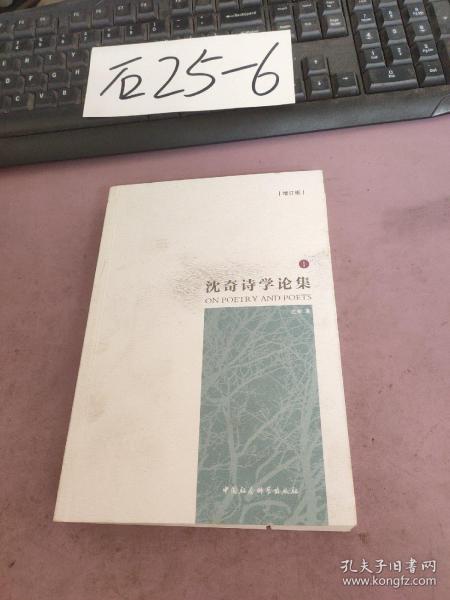 石25-6
[增订版]
1
沈奇诗学论集
ON POETRY AND POETS
沈奇 著
中国社会科学出版社
孔夫子旧书网
www.kongfz.com